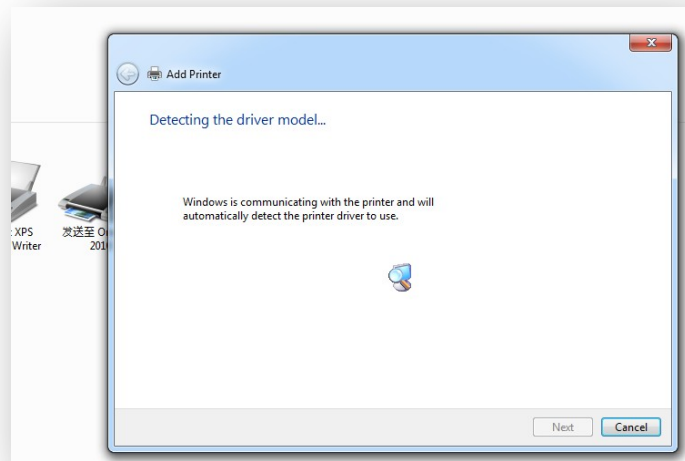 Add Printer
Detecting the driver model...
Windows is communicating with the printer and will
automatically detect the printer driver to use.
XPS
Writer
发送至 O
201
Next
Cancel